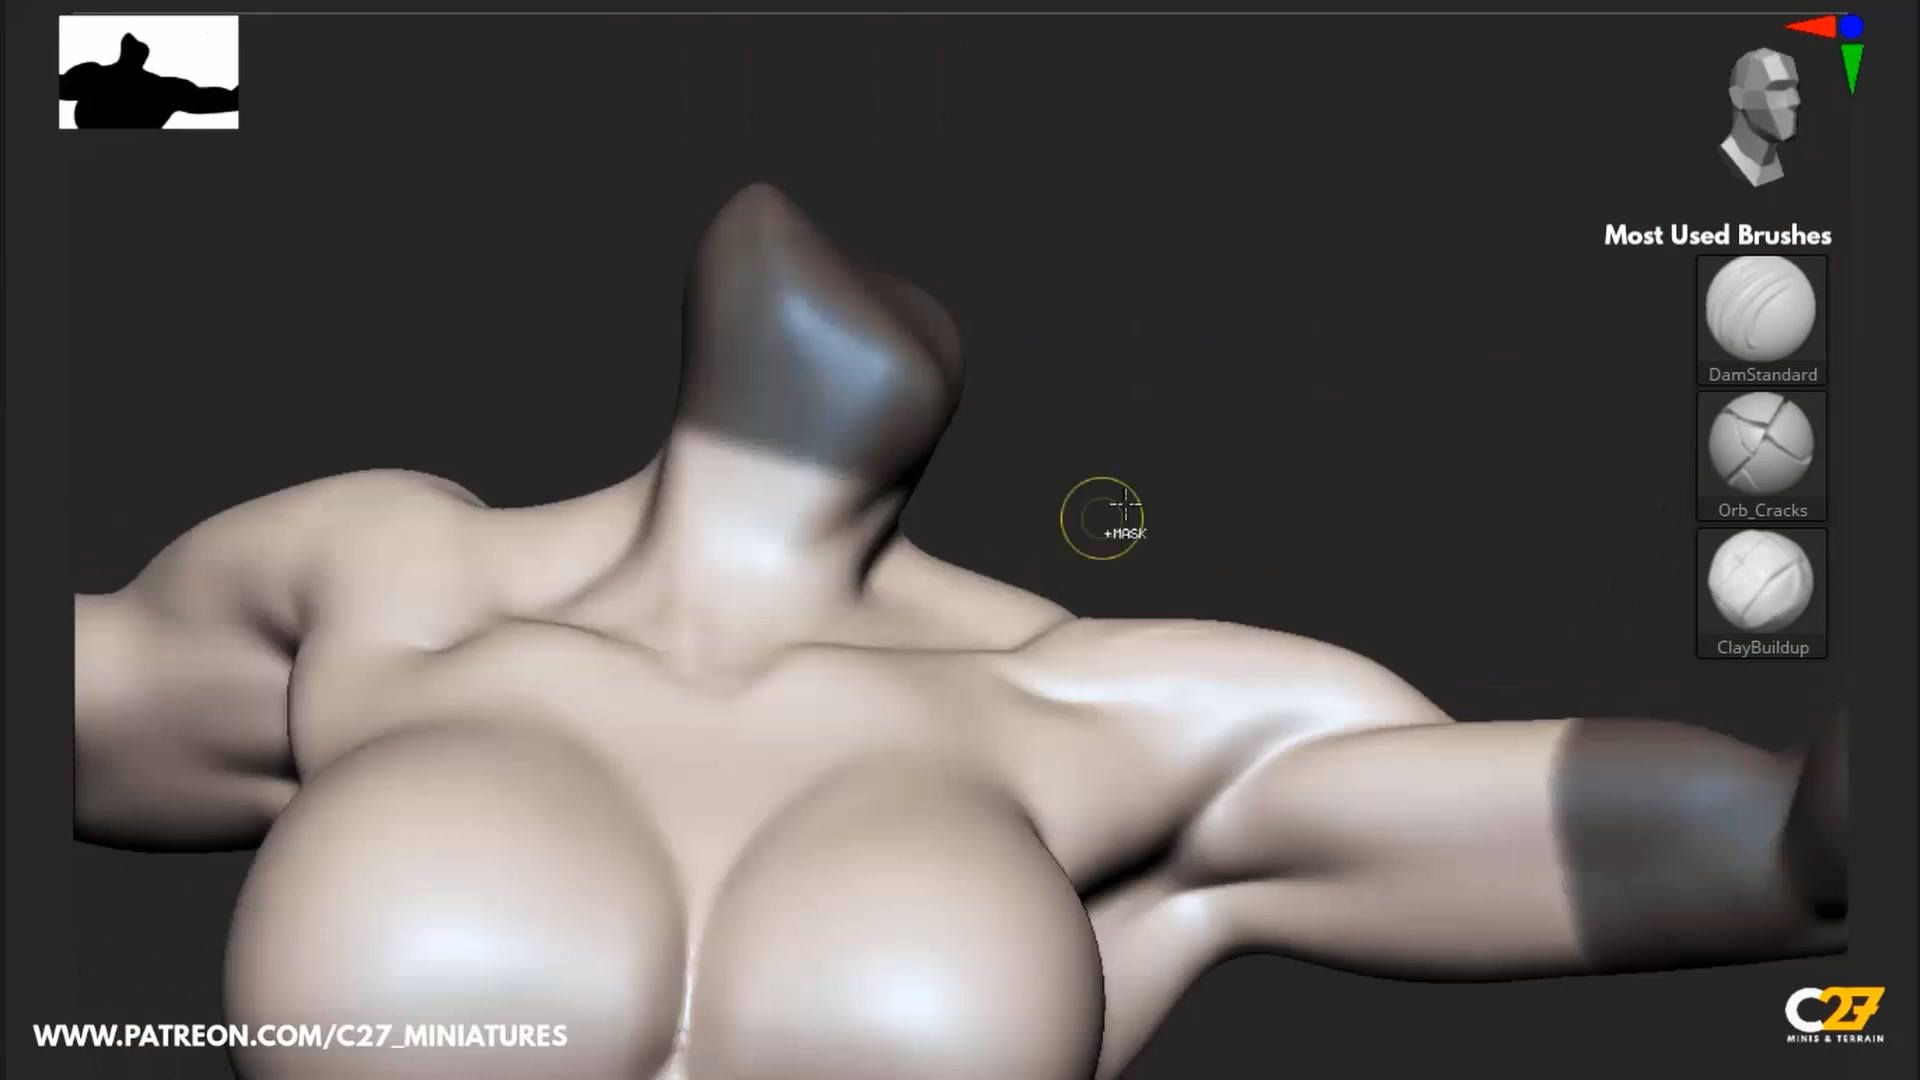 Most Used Brushes
DamStandard
Orb_Cracks
+MASK
ClayBuildup
WWW.PATREON.COM/C27_MINIATURES
C27
MINIS & TERRAIN